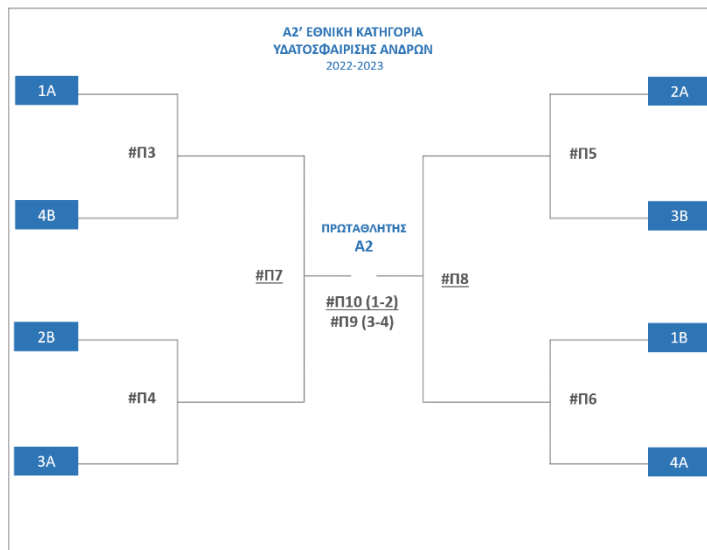 Α2’ ΕΘΝΙΚΗ ΚΑΤΗΓΟΡΙΑ
ΥΔΑΤΟΣΦΑΙΡΙΣΗΣ ΑΝΔΡΩΝ
2022-2023
1Α
2Α
#Π3
#Π5
4Β
3Β
ΠΡΩΤΑΘΛΗΤΗΣ
Α2
#Π7
#Π8
#Π10 (1-2)
#Π9 (3-4)
2Β
1Β
#Π4
#Π6
3Α
4Α